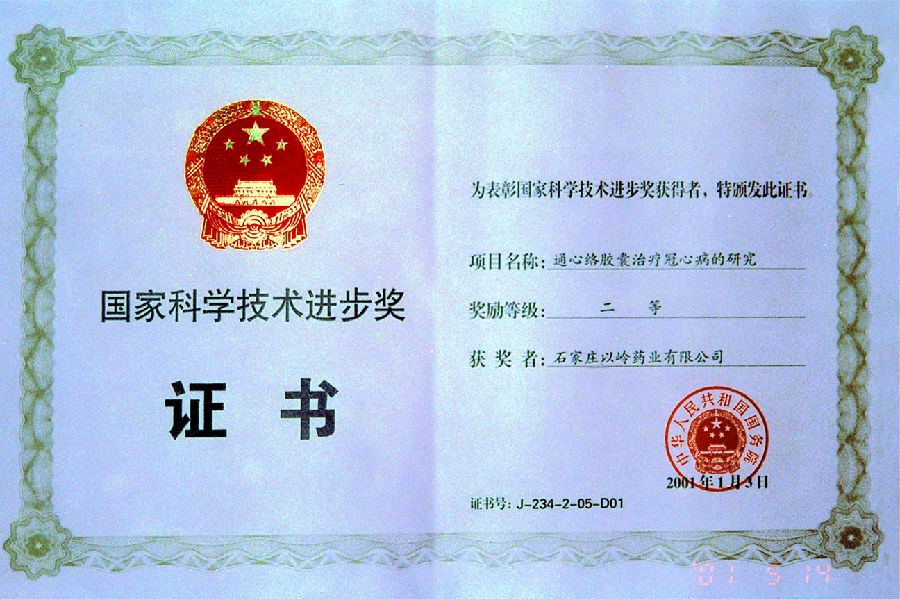 国家科学技术进步奖
证 书
为表彰国家科学技术进步奖获得者，特颁发此证书。
项目名称：通心络胶囊治疗冠心病的研究
奖励等级：二 等
获 奖 者：石家庄以岭药业有限公司
中华人民共和国国务院
2001年1月3日
证书号：J-234-2-05-D01
'01 5 14